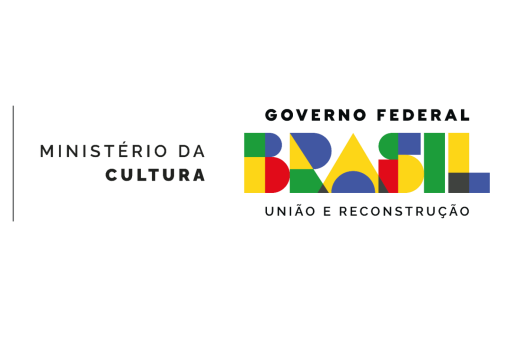 MINISTÉRIO DA
CULTURA
GOVERNO FEDERAL
BRASIL
UNIÃO E RECONSTRUÇÃO